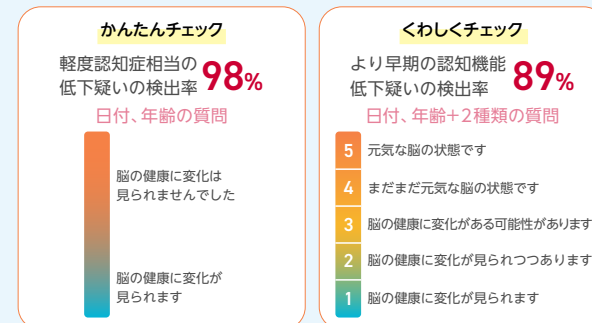 かんたんチェック
軽度認知症相当の
低下疑いの検出率 98%
日付、年齢の質問
脳の健康に変化は
見られませんでした
脳の健康に変化が
見られます
くわしくチェック
より早期の認知機能
低下疑いの検出率 89%
日付、年齢+2種類の質問
5 元気な脳の状態です
4 まだまだ元気な脳の状態です
3 脳の健康に変化がある可能性があります
2 脳の健康に変化が見られつつあります
1 脳の健康に変化が見られます